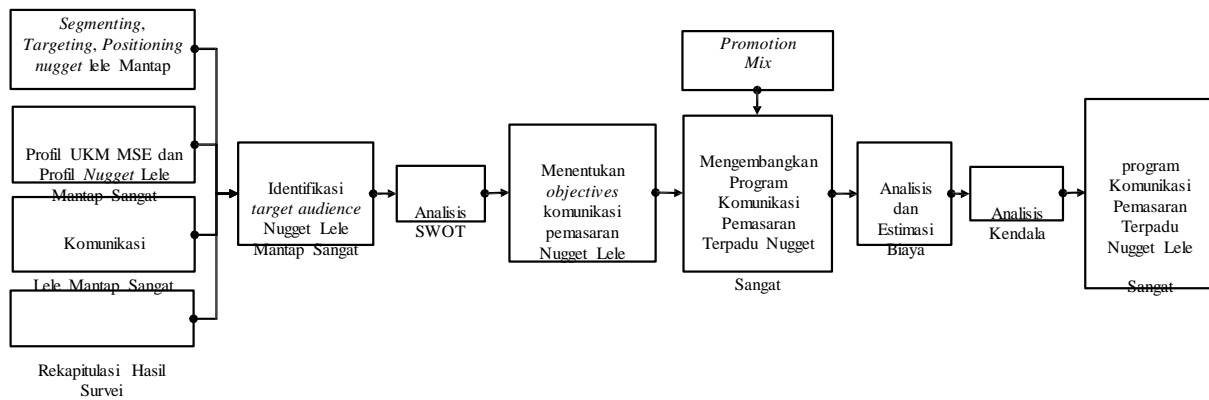 Segmenting,
Targeting, Positioning
nugget lele Mantap
Profil UKM MSE dan
Profil Nugget Lele
Mantap Sangat
Komunikasi
Lele Mantap Sangat
Rekapitulasi Hasil
Survei
Identifikasi
target audience
Nugget Lele
Mantap Sangat
Analisis
SWOT
Menentukan
objectives
komunikasi
pemasaran
Nugget Lele
Promotion
Mix
Mengembangkan
Program
Komunikasi
Pemasaran
Terpadu Nugget
Sangat
Analisis
dan
Estimasi
Biaya
Analisis
Kendala
program
Komunikasi
Pemasaran
Terpadu
Nugget Lele
Sangat